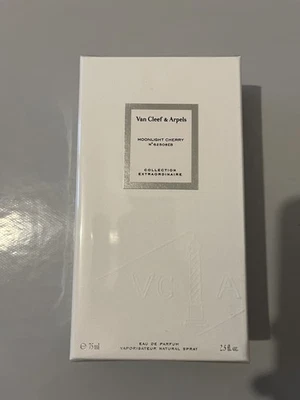 Van Cleef & Arpels
MOONLIGHT CHERRY
COLLECTION
EXTRAORDINAIRE
EAU DE PARFUM
℮ 75 ml
VAPORISATEUR NATURAL SPRAY
2.5 fl. oz.